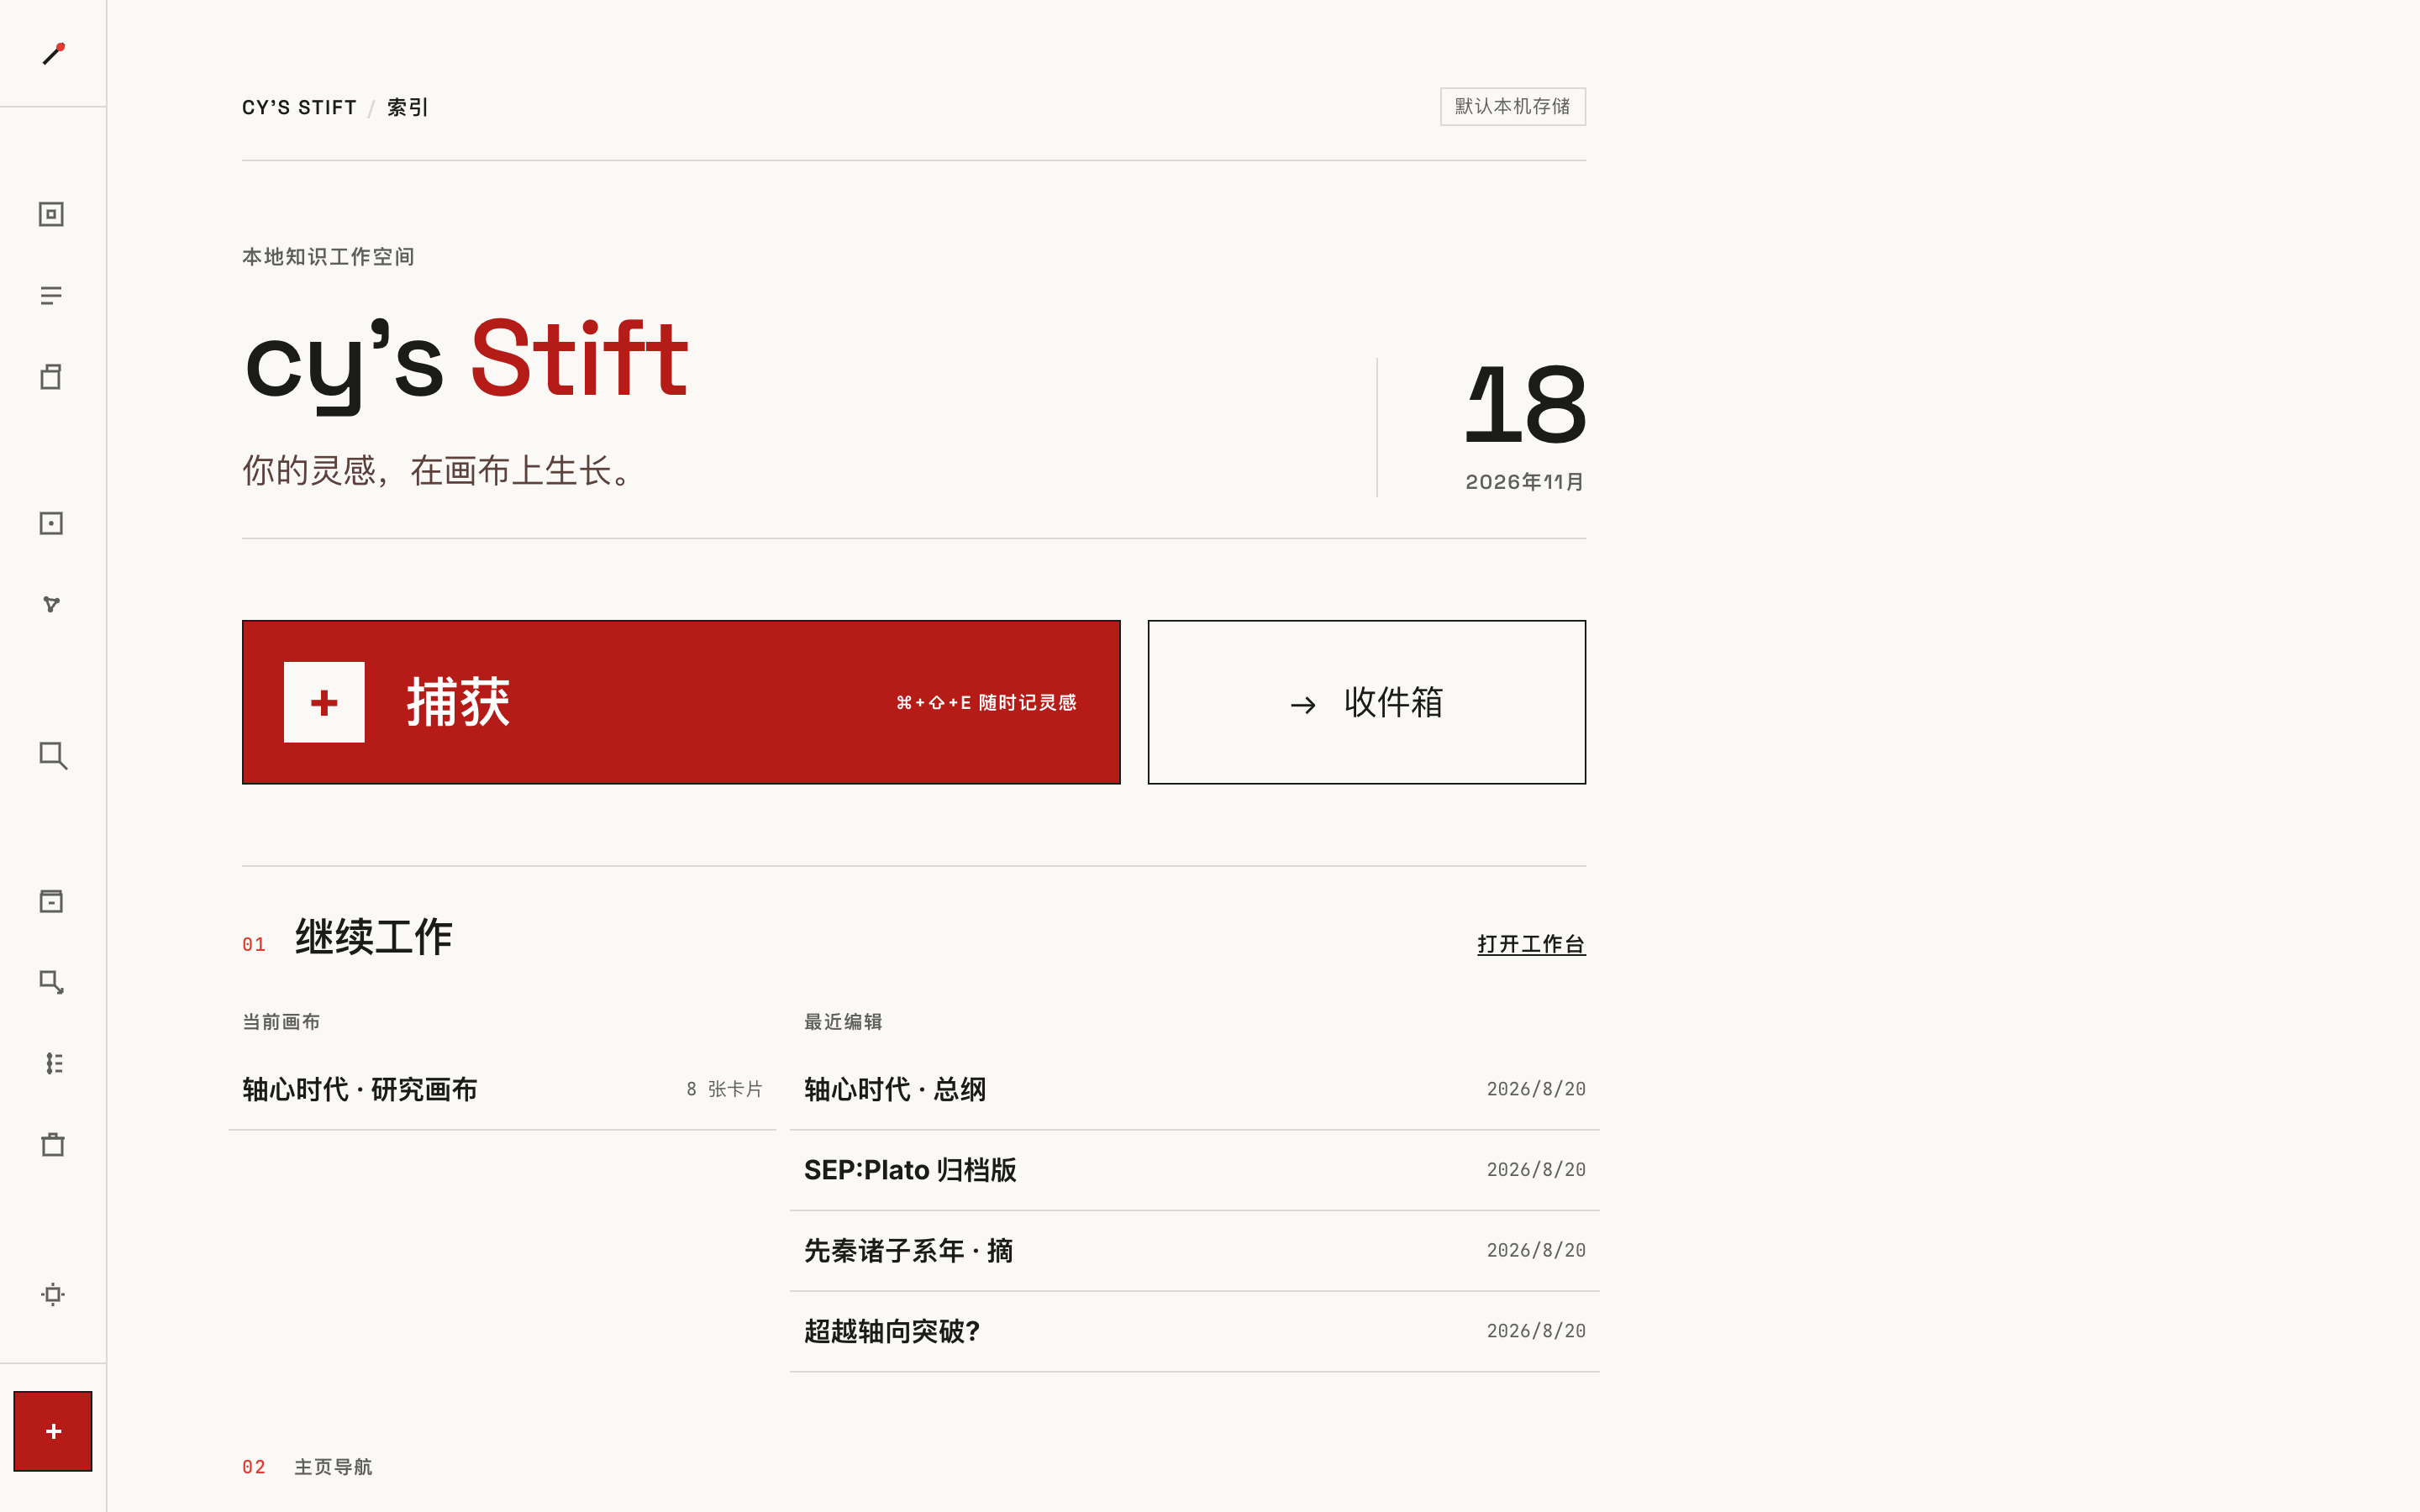 CY’S STIFT / 索引
默认本机存储
本地知识工作空间
cy’s Stift
你的灵感，在画布上生长。
18
2026年11月
+ 捕获
⌘+⇧+E 随时记灵感
→ 收件箱
01 继续工作
打开工作台
当前画布
轴心时代 · 研究画布
8 张卡片
最近编辑
轴心时代 · 总纲
2026/8/20
SEP:Plato 归档版
2026/8/20
先秦诸子系年 · 摘
2026/8/20
超越轴向突破?
2026/8/20
+
02 主页导航